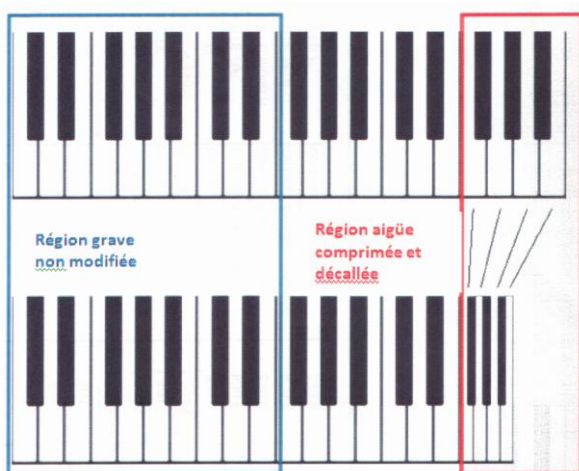 Région grave
non modifiée
Région aigüe
comprimée et
décallée